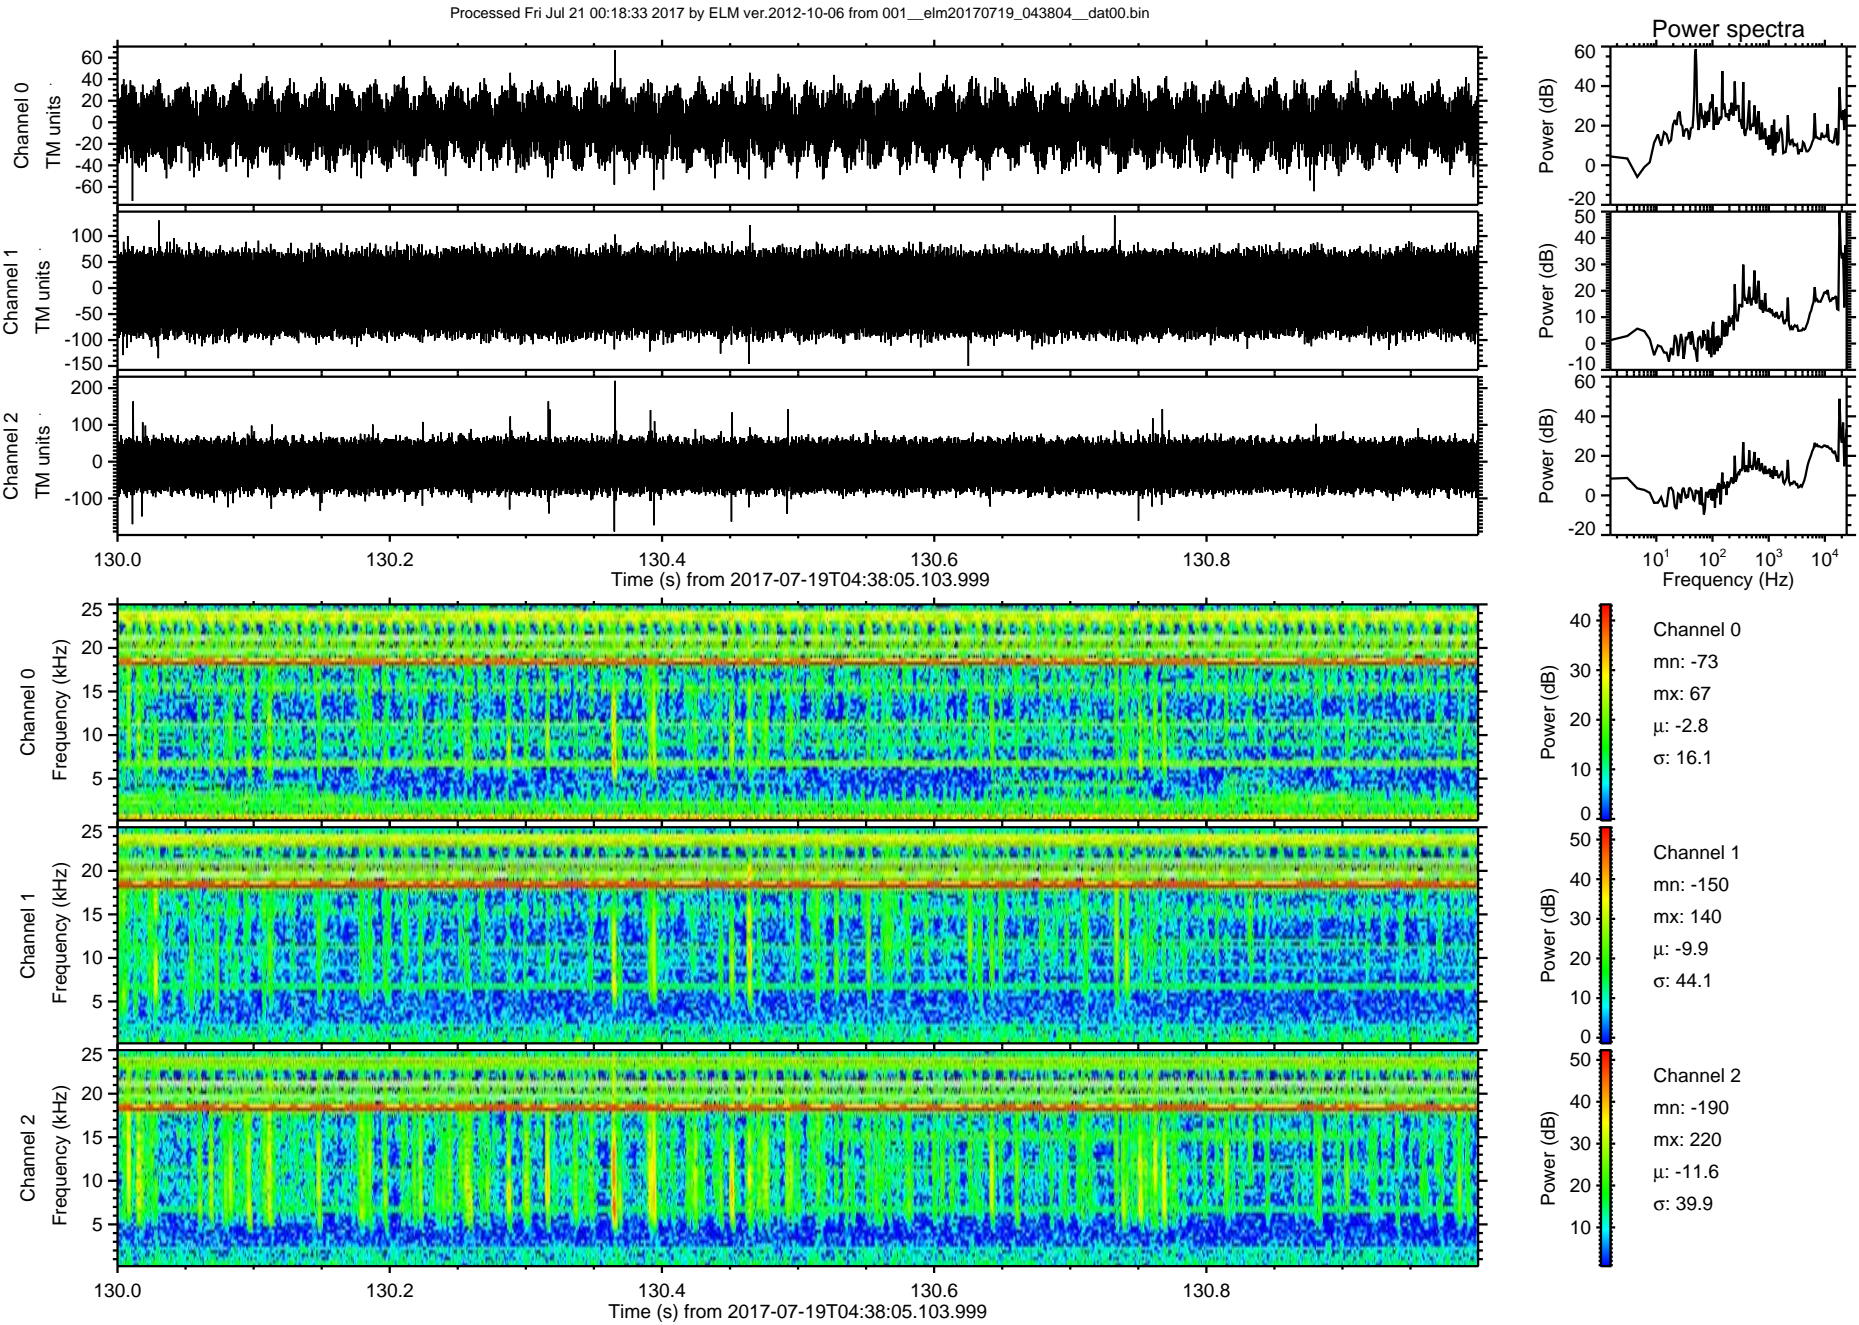 Processed Fri Jul 21 00:18:33 2017 by ELM ver.2012-10-06 from 001__elm20170719_043804__dat00.bin
Power spectra
Channel 0
TM units
60
40
20
0
-20
-40
-60
Power (dB)
60
40
20
0
-20
Channel 1
TM units
100
50
0
-50
-100
-150
Power (dB)
50
40
30
20
10
0
-10
Channel 2
TM units
200
100
0
-100
Power (dB)
60
40
20
0
-20
130.0 130.2 130.4 130.6 130.8
Time (s) from 2017-07-19T04:38:05.103.999
10¹ 10² 10³ 10⁴
Frequency (Hz)
Channel 0
Frequency (kHz)
25
20
15
10
5
Power (dB)
40
30
20
10
0
Channel 0
mn: -73
mx: 67
μ: -2.8
σ: 16.1
Channel 1
Frequency (kHz)
25
20
15
10
5
Power (dB)
50
40
30
20
10
0
Channel 1
mn: -150
mx: 140
μ: -9.9
σ: 44.1
Channel 2
Frequency (kHz)
25
20
15
10
5
Power (dB)
50
40
30
20
10
Channel 2
mn: -190
mx: 220
μ: -11.6
σ: 39.9
130.0 130.2 130.4 130.6 130.8
Time (s) from 2017-07-19T04:38:05.103.999